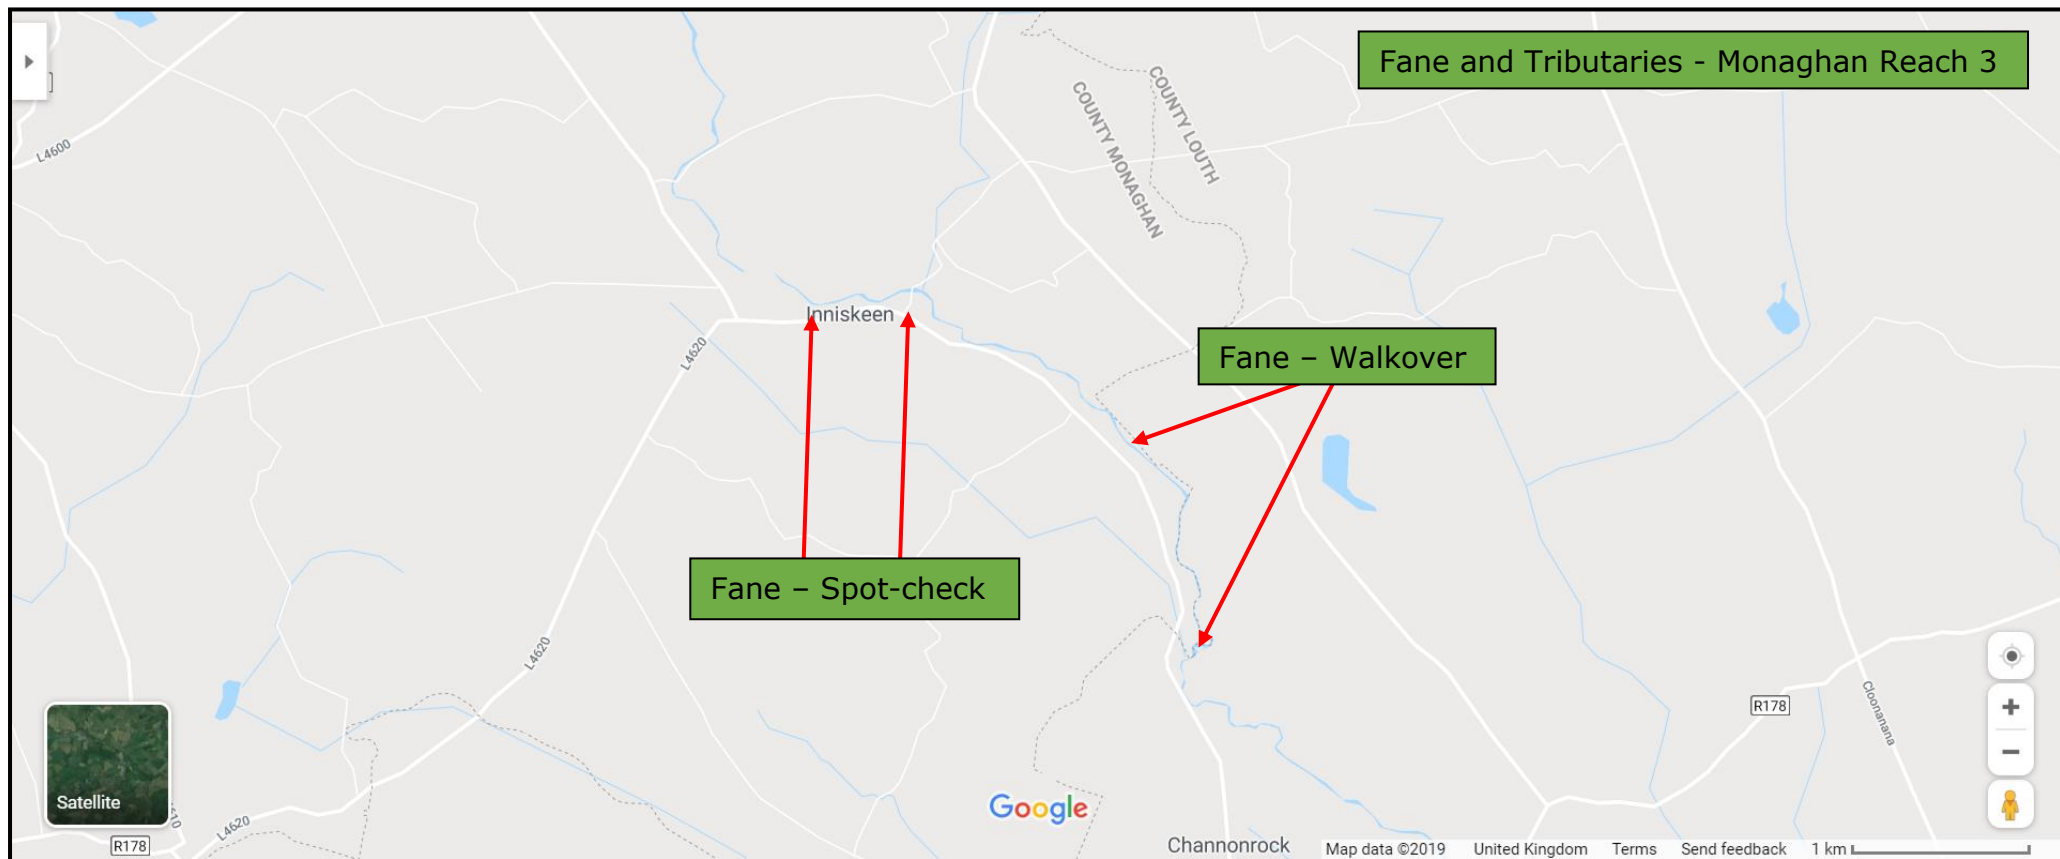 Fane and Tributaries - Monaghan Reach 3
L4600
COUNTY LOUTH
COUNTY MONAGHAN
Inniskeen
L4620
Fane – Walkover
Fane – Spot-check
L4620
R178
Cloonanana
Satellite
L4620
R178
Google
Channonrock
Map data ©2019 United Kingdom Terms Send feedback 1 km